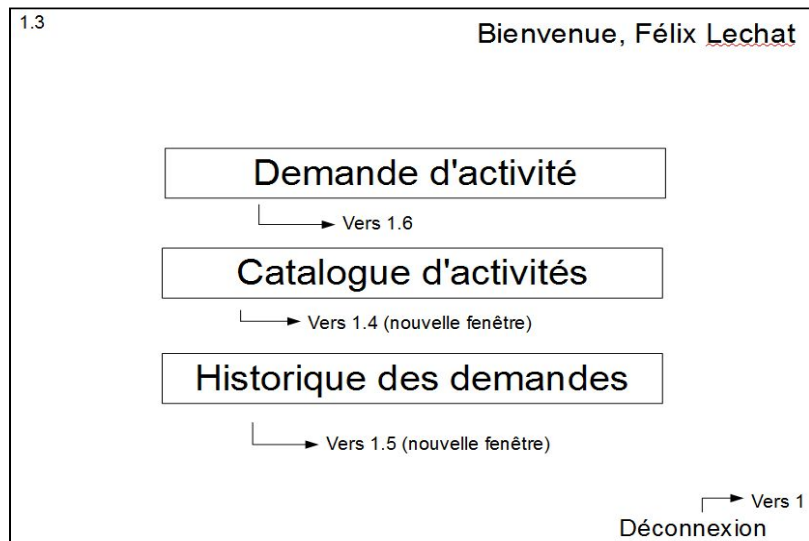 1.3
Bienvenue, Félix Lechat
Demande d'activité
Vers 1.6
Catalogue d'activités
Vers 1.4 (nouvelle fenêtre)
Historique des demandes
Vers 1.5 (nouvelle fenêtre)
Vers 1
Déconnexion